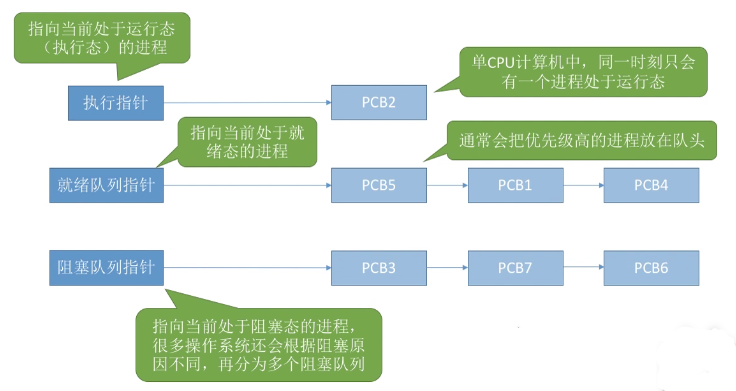 指向当前处于运行态
（执行态）的进程
单CPU计算机中，同一时刻只会
有一个进程处于运行态
执行指针
PCB2
指向当前处于就
绪态的进程
通常会把优先级高的进程放在队头
就绪队列指针
PCB5
PCB1
PCB4
阻塞队列指针
PCB3
PCB7
PCB6
指向当前处于阻塞态的进程，
很多操作系统还会根据阻塞原
因不同，再分为多个阻塞队列